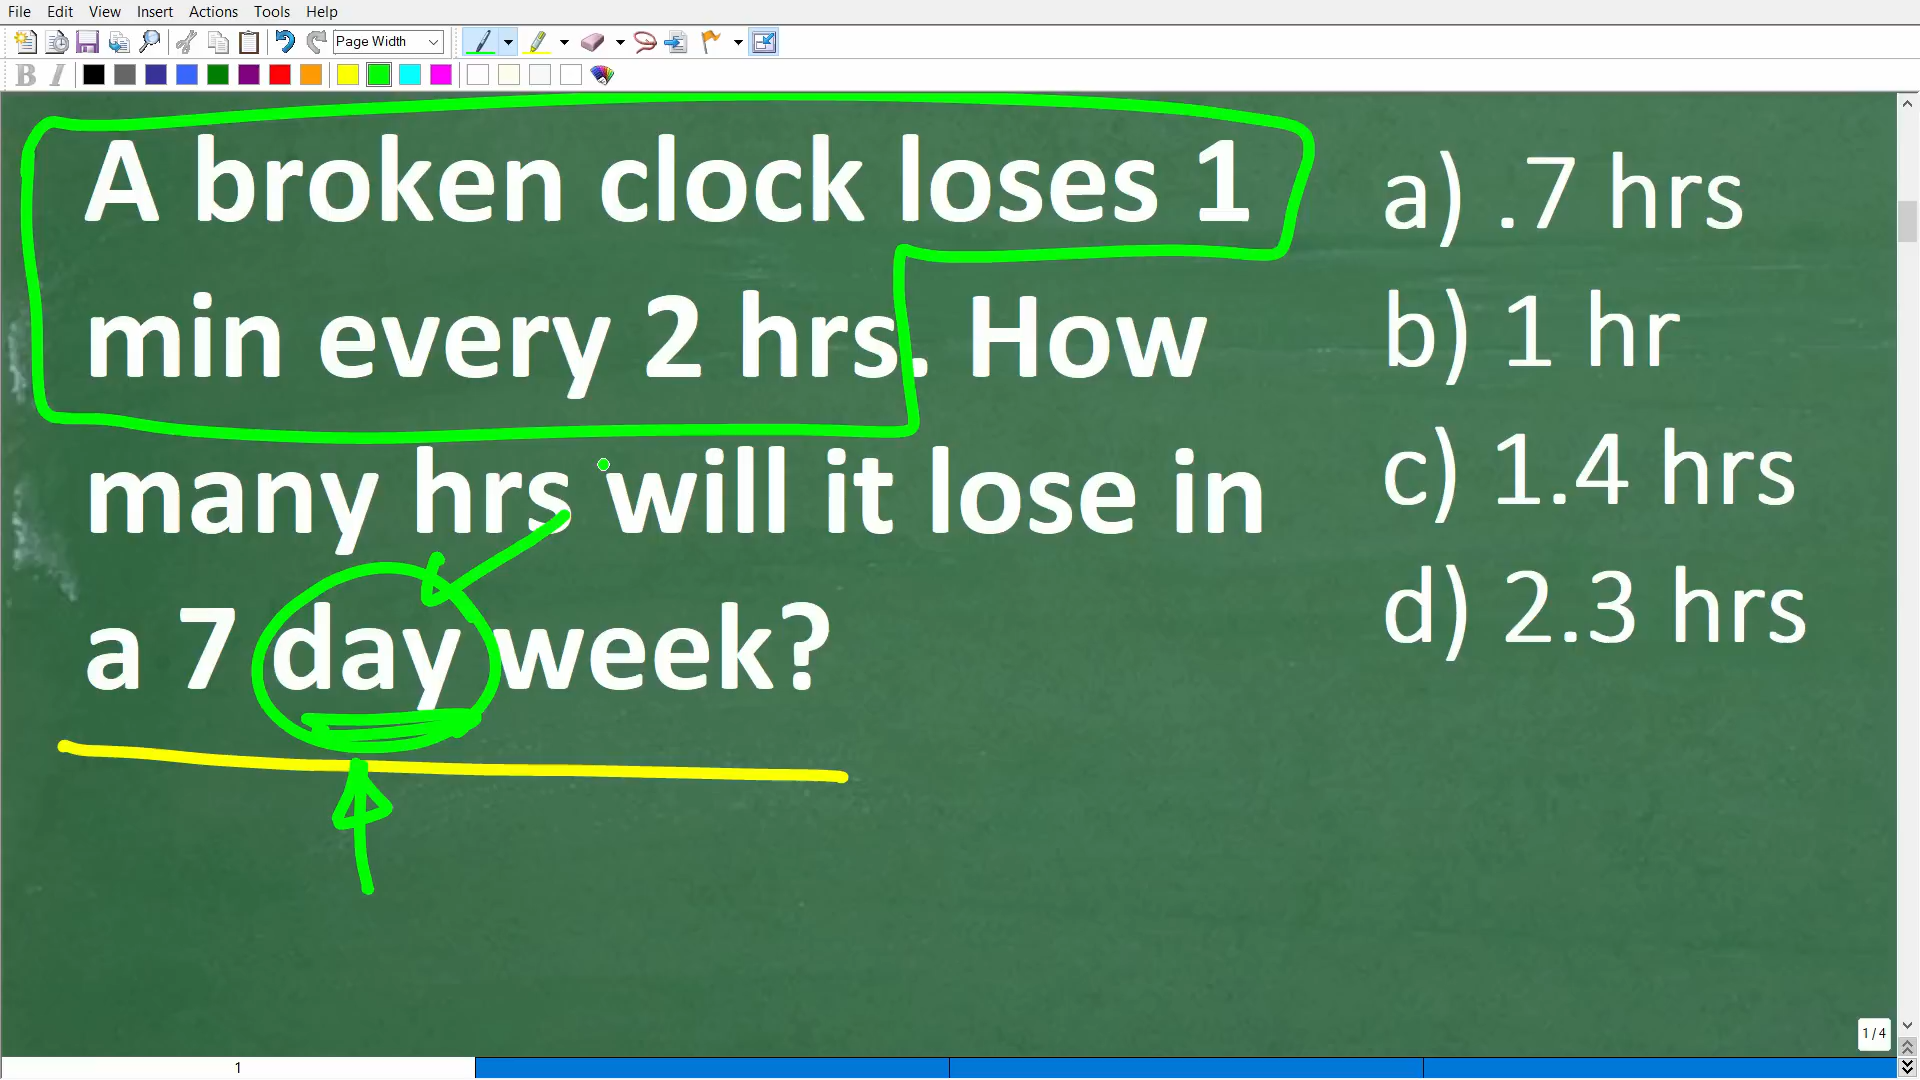 File Edit View Insert Actions Tools Help
Page Width
B I
A broken clock loses 1
min every 2 hrs. How
many hrs will it lose in
a 7 day week?
a) .7 hrs
b) 1 hr
c) 1.4 hrs
d) 2.3 hrs
1 / 4
1